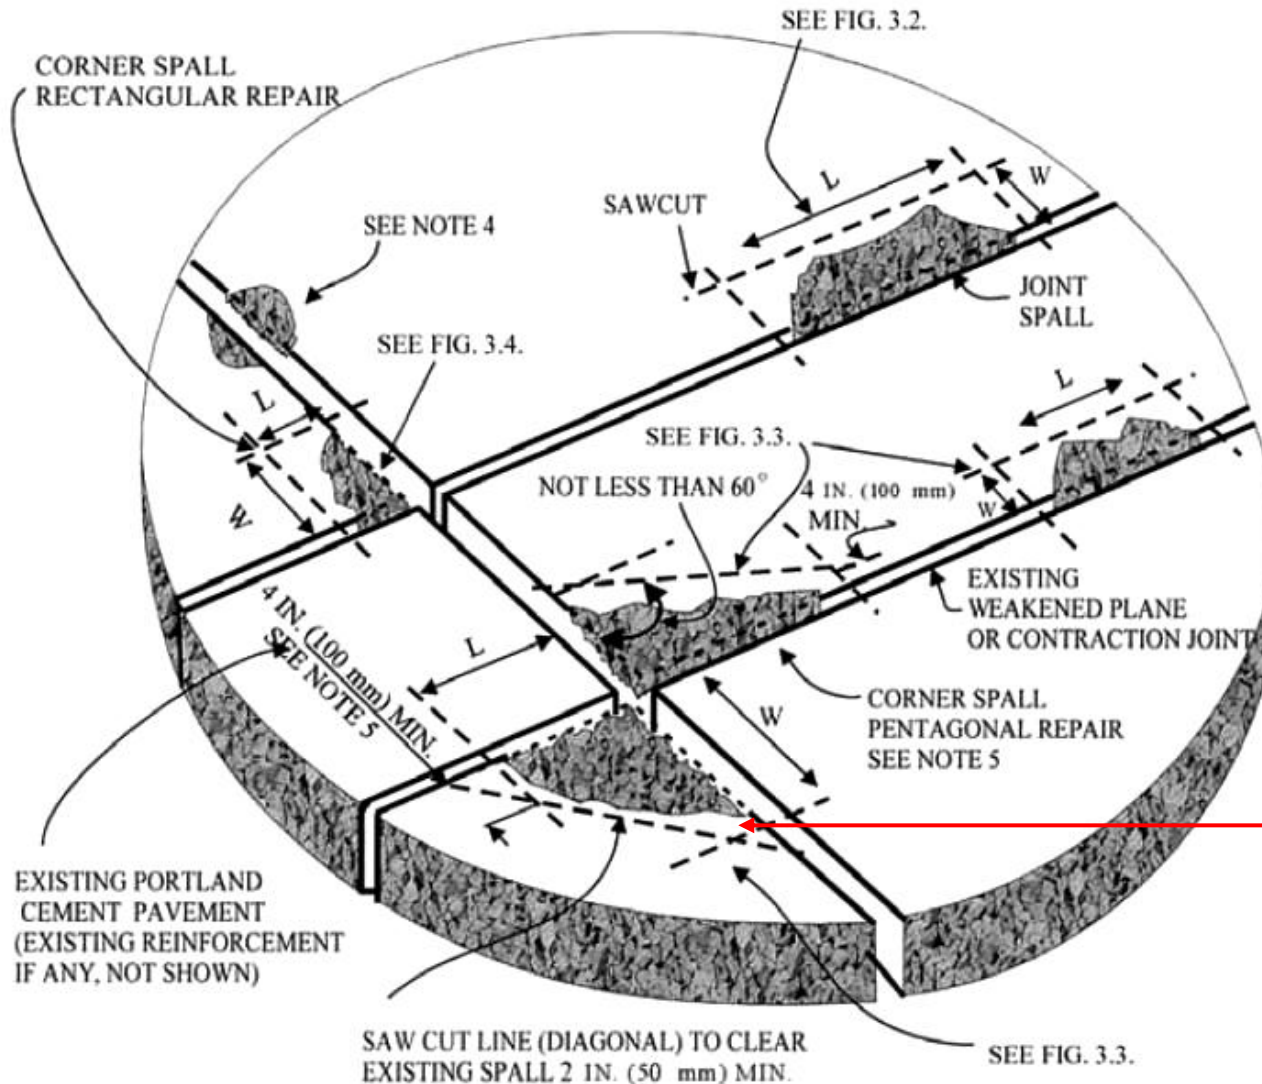 SEE FIG. 3.2.
CORNER SPALL
RECTANGULAR REPAIR
L
W
SAWCUT
SEE NOTE 4
JOINT
SPALL
SEE FIG. 3.4.
L
L
SEE FIG. 3.3.
NOT LESS THAN 60°
4 IN. (100 mm)
MIN.
W
W
EXISTING
WEAKENED PLANE
OR CONTRACTION JOINT
4 IN. (100 mm) MIN.
SEE NOTE 5
L
W
CORNER SPALL
PENTAGONAL REPAIR
SEE NOTE 5
EXISTING PORTLAND
CEMENT PAVEMENT
(EXISTING REINFORCEMENT
IF ANY, NOT SHOWN)
SAW CUT LINE (DIAGONAL) TO CLEAR
EXISTING SPALL 2 IN. (50 mm) MIN.
SEE FIG. 3.3.